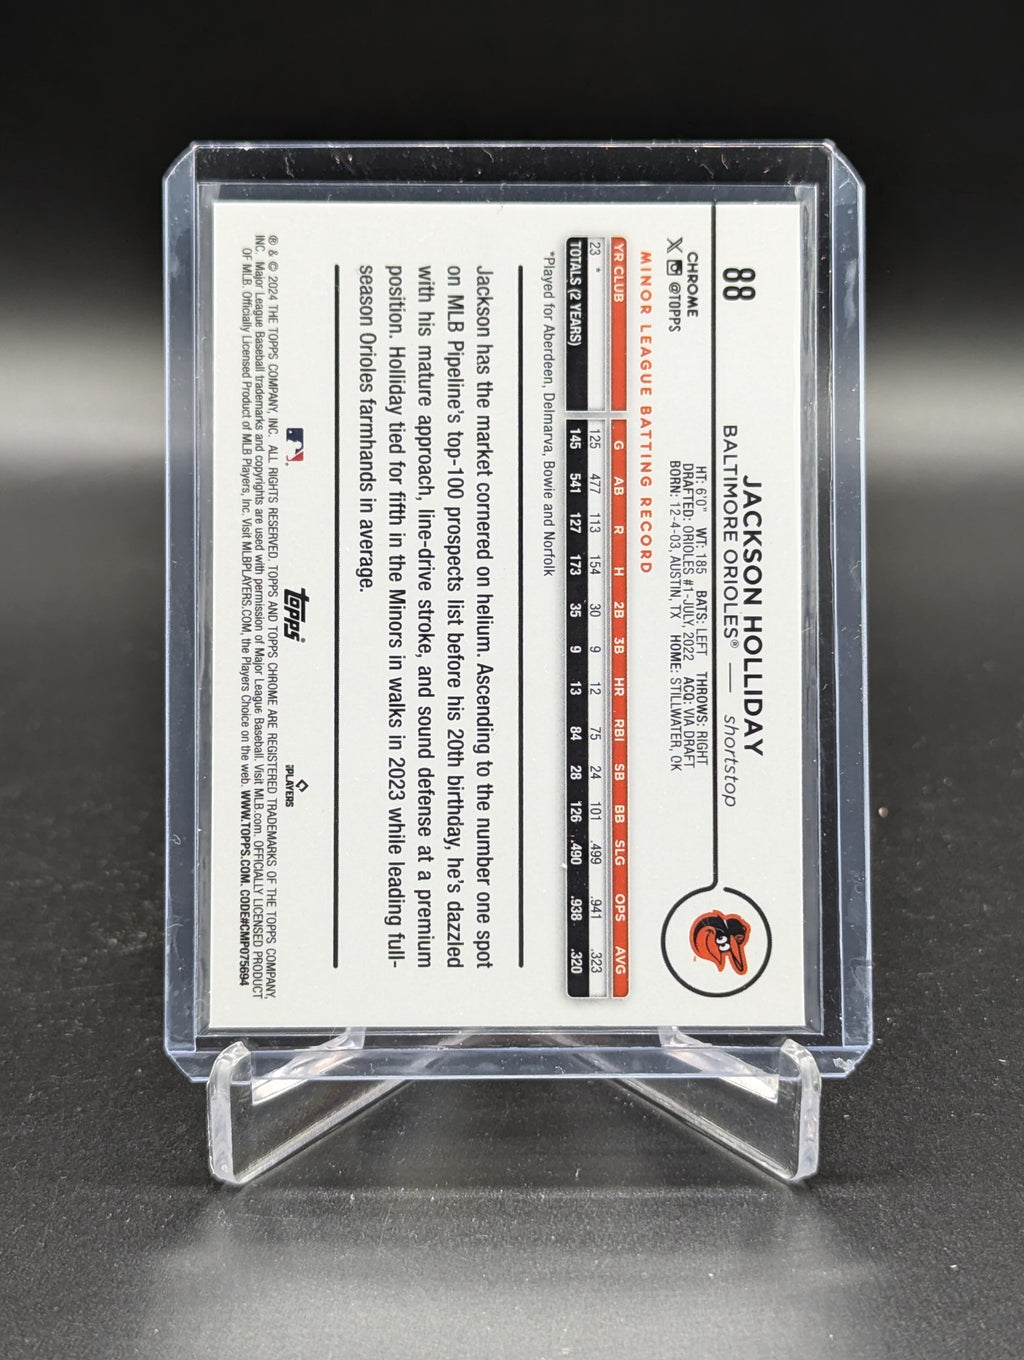 88
JACKSON HOLLIDAY
BALTIMORE ORIOLES® — shortstop
CHROME
X @TOPPS
HT: 6'0" WT: 185 BATS: LEFT THROWS: RIGHT
DRAFTED: ORIOLES #1-JULY, 2022 ACQ: VIA DRAFT
BORN: 12-4-03, AUSTIN, TX HOME: STILLWATER, OK
MINOR LEAGUE BATTING RECORD
YR CLUB G AB R H 2B 3B HR RBI SB BB SLG OPS AVG
23 * 125 477 113 154 30 9 12 75 24 101 .499 .941 .323
TOTALS (2 YEARS) 145 541 127 173 35 9 13 84 28 126 .490 .938 .320
*Played for Aberdeen, Delmarva, Bowie and Norfolk
Jackson has the market cornered on helium. Ascending to the number one spot
on MLB Pipeline's top-100 prospects list before his 20th birthday, he's dazzled
with his mature approach, line-drive stroke, and sound defense at a premium
position. Holliday tied for fifth in the Minors in walks in 2023 while leading full-
season Orioles farmhands in average.
topps®
PLAYERS
® & © 2024 THE TOPPS COMPANY, INC. ALL RIGHTS RESERVED. TOPPS AND TOPPS CHROME ARE REGISTERED TRADEMARKS OF THE TOPPS COMPANY,
INC. Major League Baseball trademarks and copyrights are used with permission of Major League Baseball. Visit MLB.com. OFFICIALLY LICENSED PRODUCT
OF MLB. Officially Licensed Product of MLB Players, Inc. Visit MLBPLAYERS.COM, the Players Choice on the web. WWW.TOPPS.COM. CODE#CMP075694